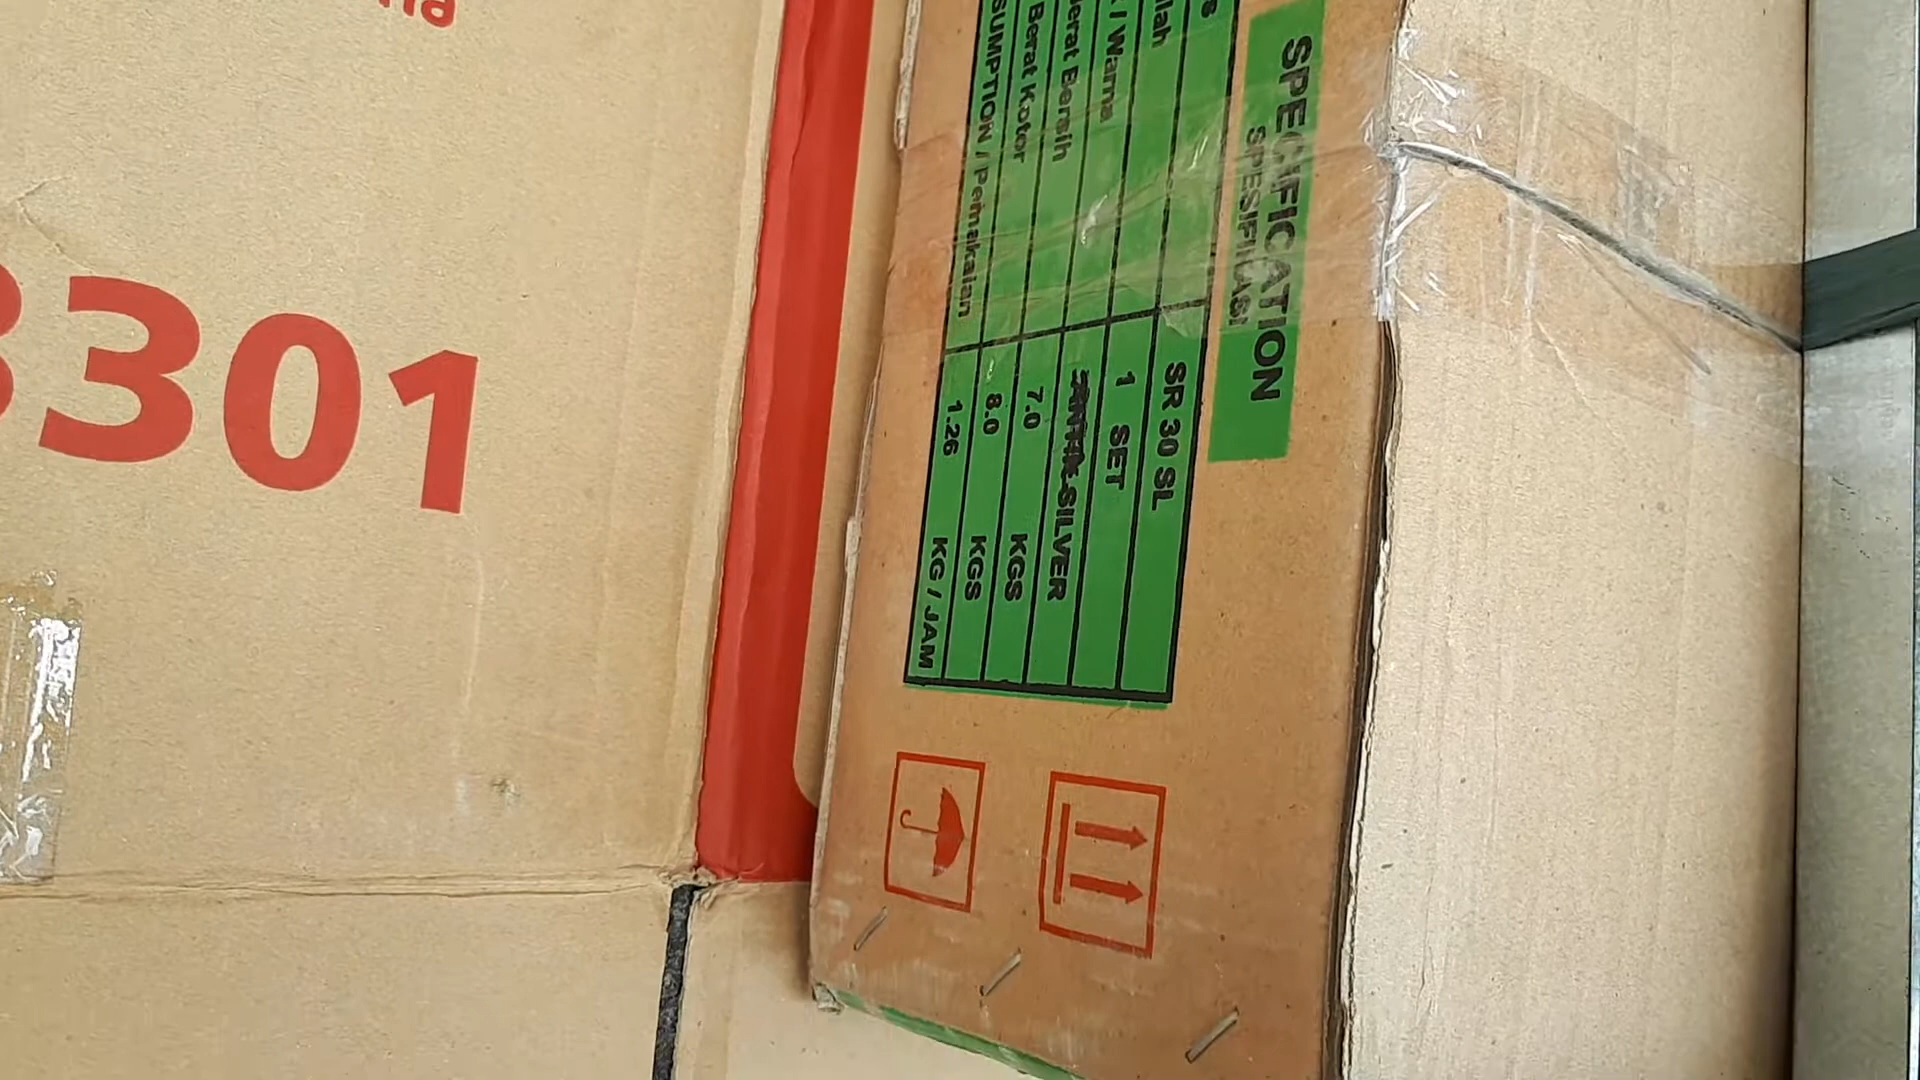 3301
SPECIFICATION
SPESIFIKASI
SR 30 SL
lah 1 SET
/ Warna SILVER
erat Bersih 7.0 KGS
Berat Kotor 8.0 KGS
SUMPTION / Pemakaian 1.26 KG / JAM